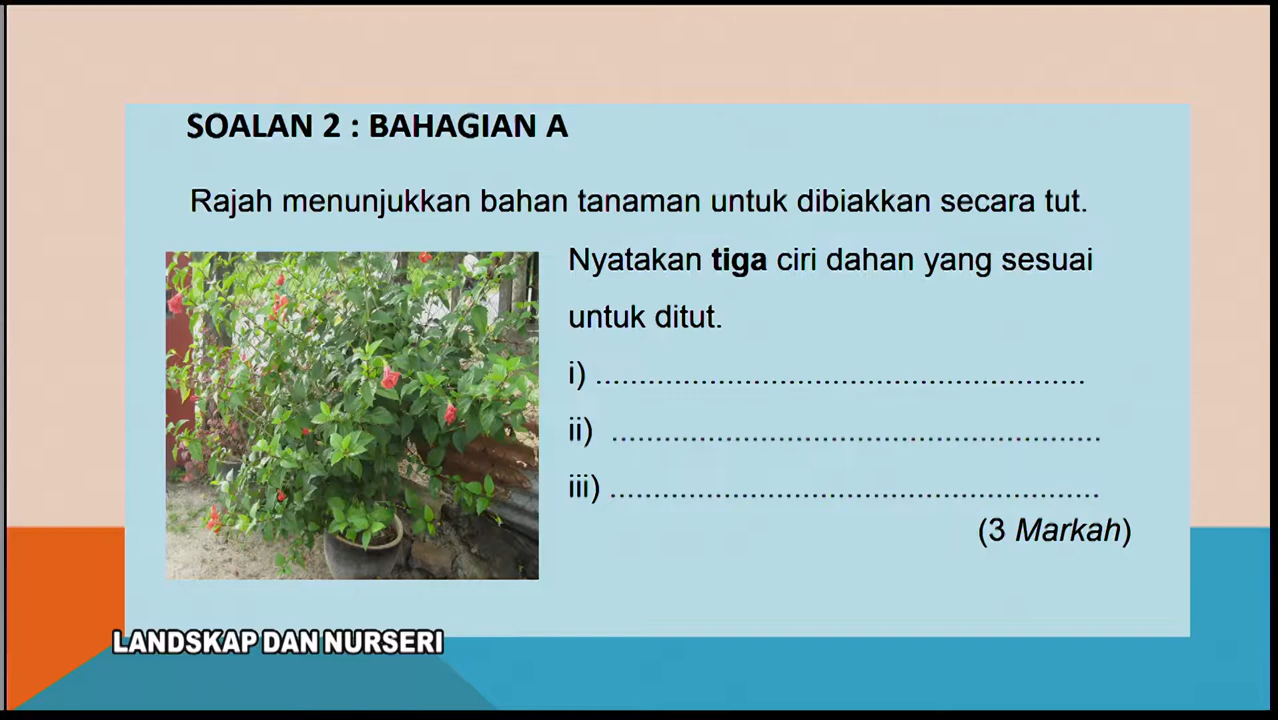 SOALAN 2 : BAHAGIAN A
Rajah menunjukkan bahan tanaman untuk dibiakkan secara tut.
Nyatakan tiga ciri dahan yang sesuai
untuk ditut.
i) ........................................................
ii) ........................................................
iii) ........................................................
(3 Markah)
LANDSKAP DAN NURSERI